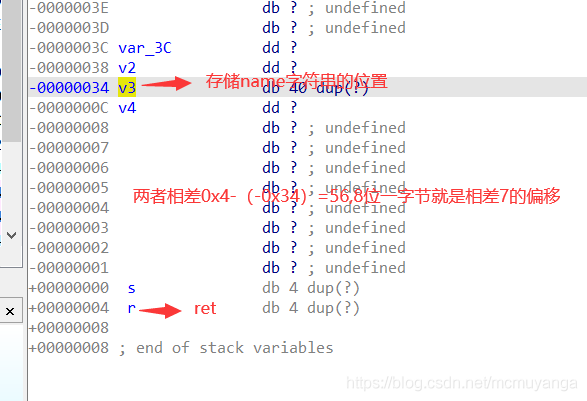 -0000003E db ? ; undefined
-0000003D db ? ; undefined
-0000003C var_3C dd ?
-00000038 v2 dd ?
-00000034 v3 db 40 dup(?) 存储name字符串的位置
-0000000C v4 dd ?
-00000008 db ? ; undefined
-00000007 db ? ; undefined
-00000006 db ? ; undefined
-00000005 db ? ; undefined
两者相差0x4-（-0x34）=56,8位一字节就是相差7的偏移
-00000004 db ? ; undefined
-00000003 db ? ; undefined
-00000002 db ? ; undefined
-00000001 db ? ; undefined
+00000000 s db 4 dup(?)
+00000004 r ret db 4 dup(?)
+00000008
+00000008 ; end of stack variables
https://blog.csdn.net/mcmuyanga